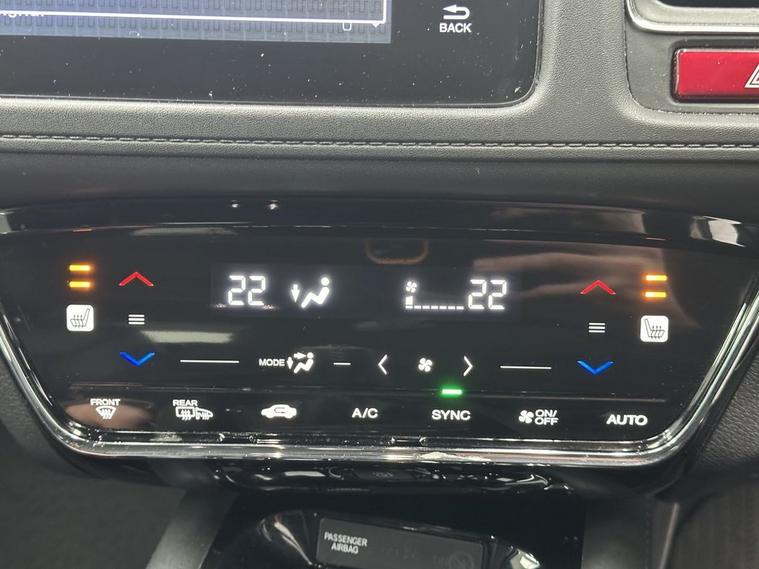 BACK
22 22
MODE
FRONT REAR A/C SYNC ON/OFF AUTO
PASSENGER
AIRBAG